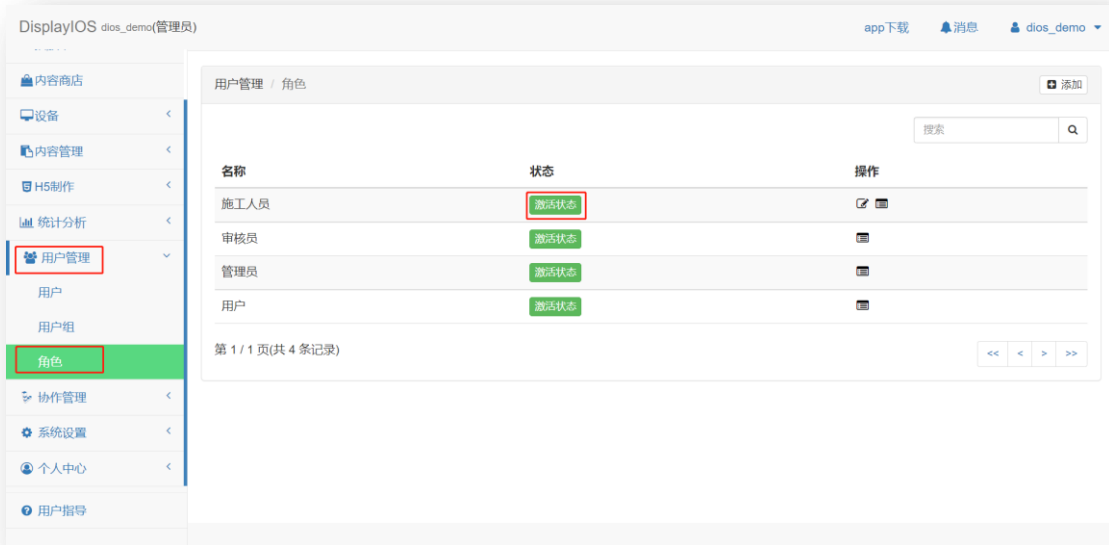 DisplayIOS dios_demo(管理员)
app下载
消息
dios_demo
内容商店
设备
内容管理
H5制作
统计分析
用户管理
用户
用户组
角色
协作管理
系统设置
个人中心
用户指导
用户管理 / 角色
添加
搜索
名称 状态 操作
施工人员 激活状态
审核员 激活状态
管理员 激活状态
用户 激活状态
第 1 / 1 页(共 4 条记录)
<< < > >>